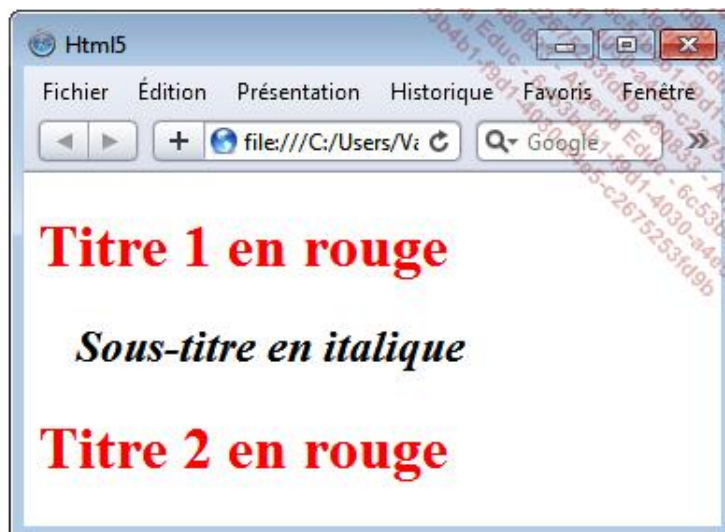 Html5
Fichier Édition Présentation Historique Favoris Fenêtre
file:///C:/Users/Va Google
Titre 1 en rouge
Sous-titre en italique
Titre 2 en rouge